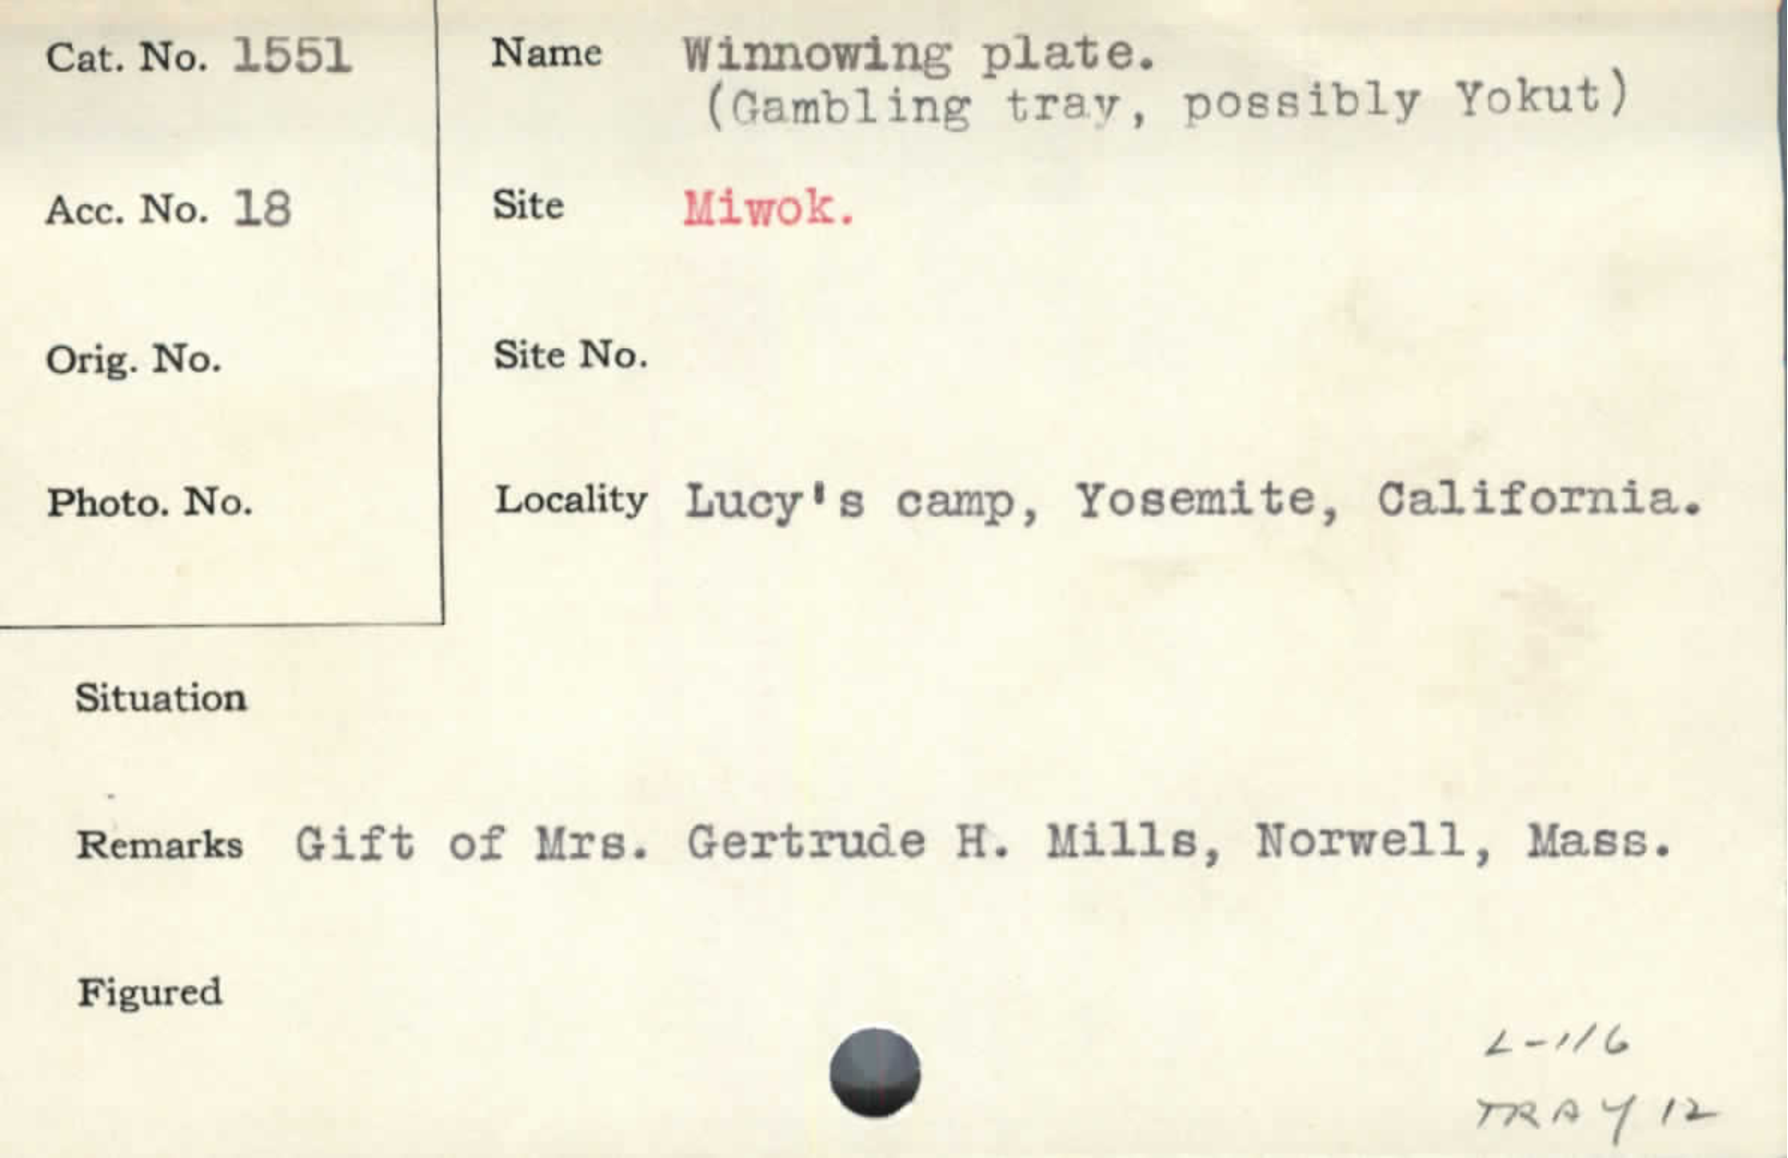 Cat. No. 1551
Name Winnowing plate.
(Gambling tray, possibly Yokut)
Acc. No. 18
Site Miwok.
Orig. No.
Site No.
Photo. No.
Locality Lucy's camp, Yosemite, California.
Situation
Remarks Gift of Mrs. Gertrude H. Mills, Norwell, Mass.
Figured
L-116
TRAY 12